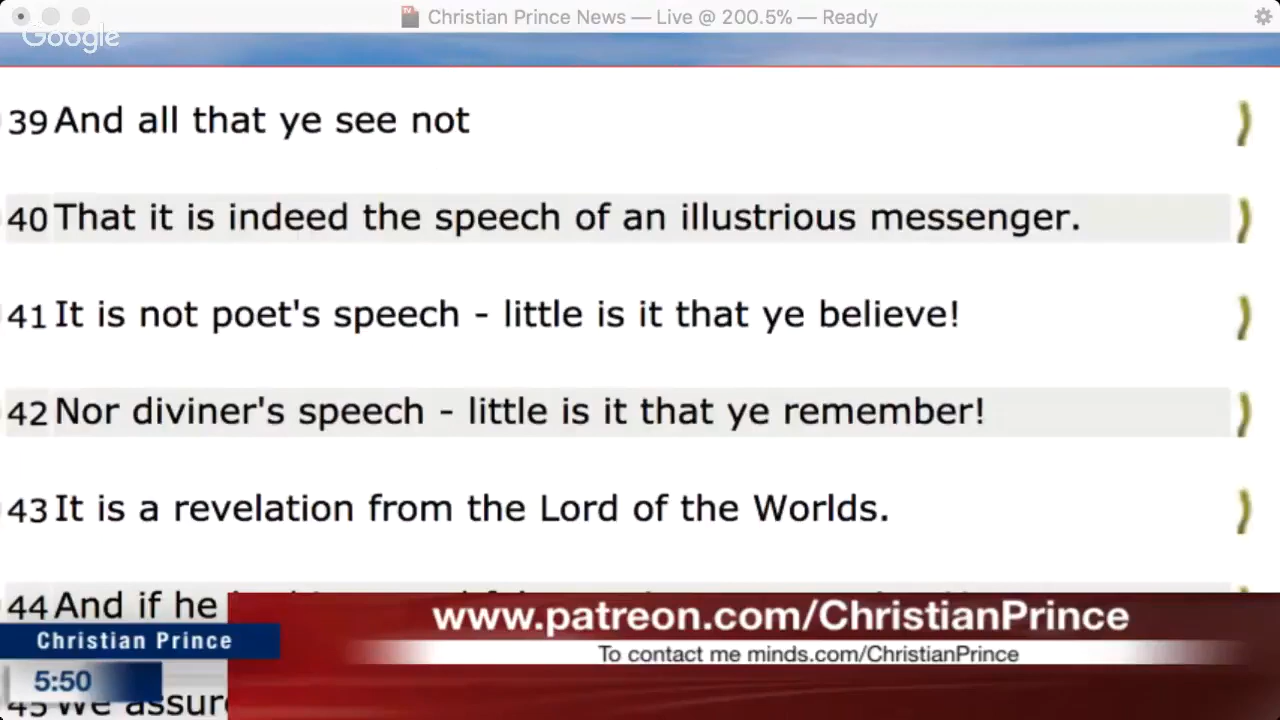 Christian Prince News — Live @ 200.5% — Ready
Google
39 And all that ye see not
40 That it is indeed the speech of an illustrious messenger.
41 It is not poet's speech - little is it that ye believe!
42 Nor diviner's speech - little is it that ye remember!
43 It is a revelation from the Lord of the Worlds.
44 And if he
www.patreon.com/ChristianPrince
Christian Prince
To contact me minds.com/ChristianPrince
5:50
45 We assure